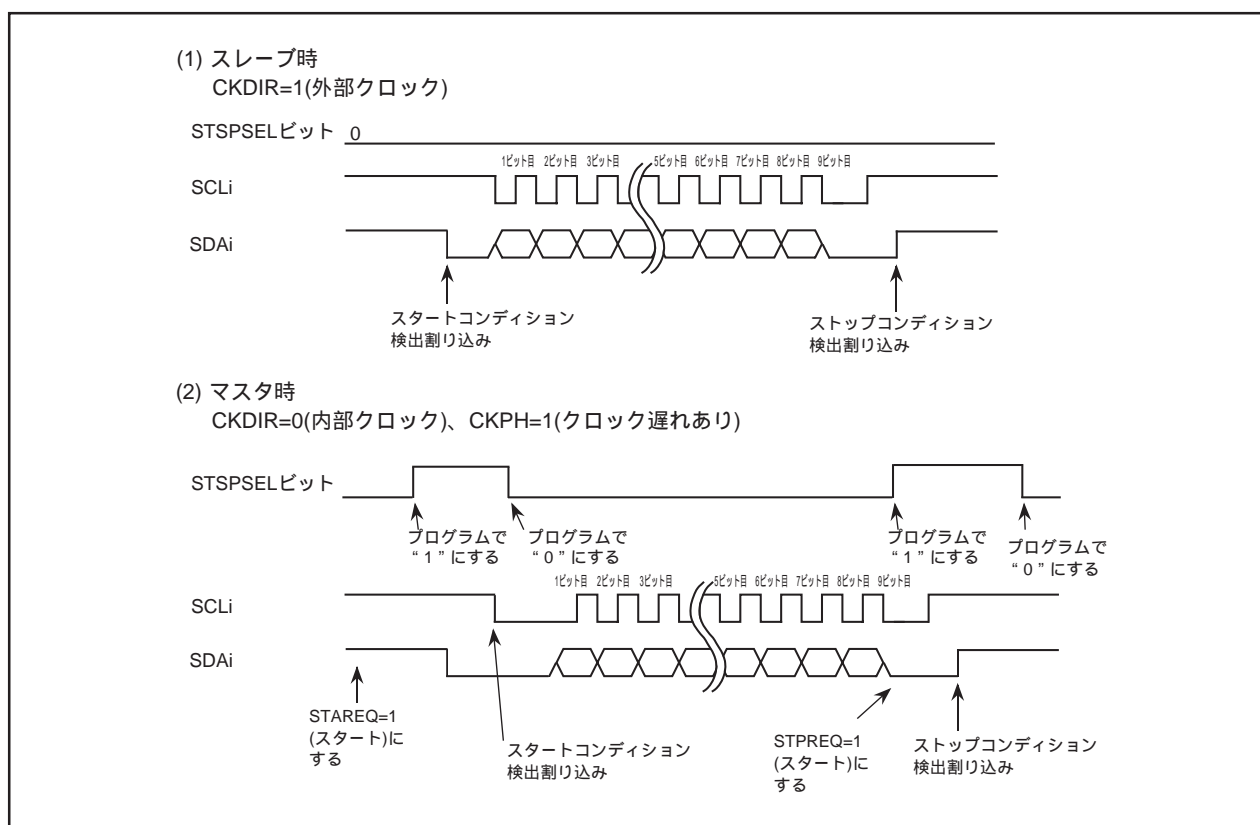 (1) スレーブ時
CKDIR=1(外部クロック)
STSPSELビット 0
1ビット目 2ビット目 3ビット目 5ビット目 6ビット目 7ビット目 8ビット目 9ビット目
SCLi
SDAi
スタートコンディション
検出割り込み
ストップコンディション
検出割り込み
(2) マスタ時
CKDIR=0(内部クロック)、CKPH=1(クロック遅れあり)
STSPSELビット
プログラムで
“1”にする
プログラムで
“0”にする
プログラムで
“1”にする
プログラムで
“0”にする
1ビット目 2ビット目 3ビット目 5ビット目 6ビット目 7ビット目 8ビット目 9ビット目
SCLi
SDAi
STAREQ=1
(スタート)に
する
スタートコンディション
検出割り込み
STPREQ=1
(スタート)に
する
ストップコンディション
検出割り込み